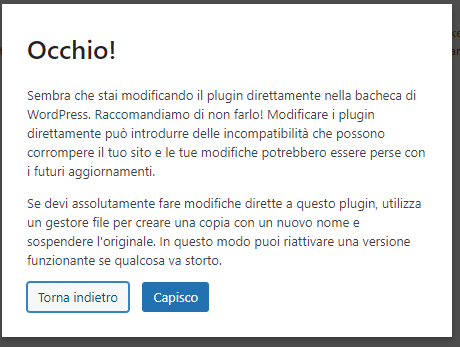 Occhio!
Sembra che stai modificando il plugin direttamente nella bacheca di
WordPress. Raccomandiamo di non farlo! Modificare i plugin
direttamente può introdurre delle incompatibilità che possono
corrompere il tuo sito e le tue modifiche potrebbero essere perse con
i futuri aggiornamenti.
Se devi assolutamente fare modifiche dirette a questo plugin, utilizza
un gestore file per creare una copia con un nuovo nome e
sospendere l'originale. In questo modo puoi riattivare una versione
funzionante se qualcosa va storto.
Torna indietro Capisco